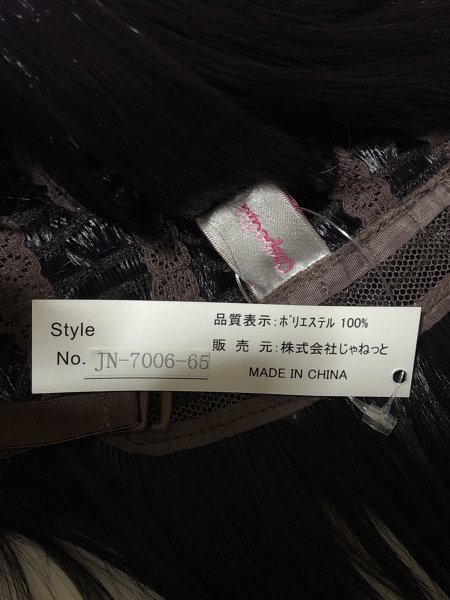 Style
No. JN-7006-65
品質表示:ポリエステル 100%
販 売 元:株式会社じゃねっと
MADE IN CHINA